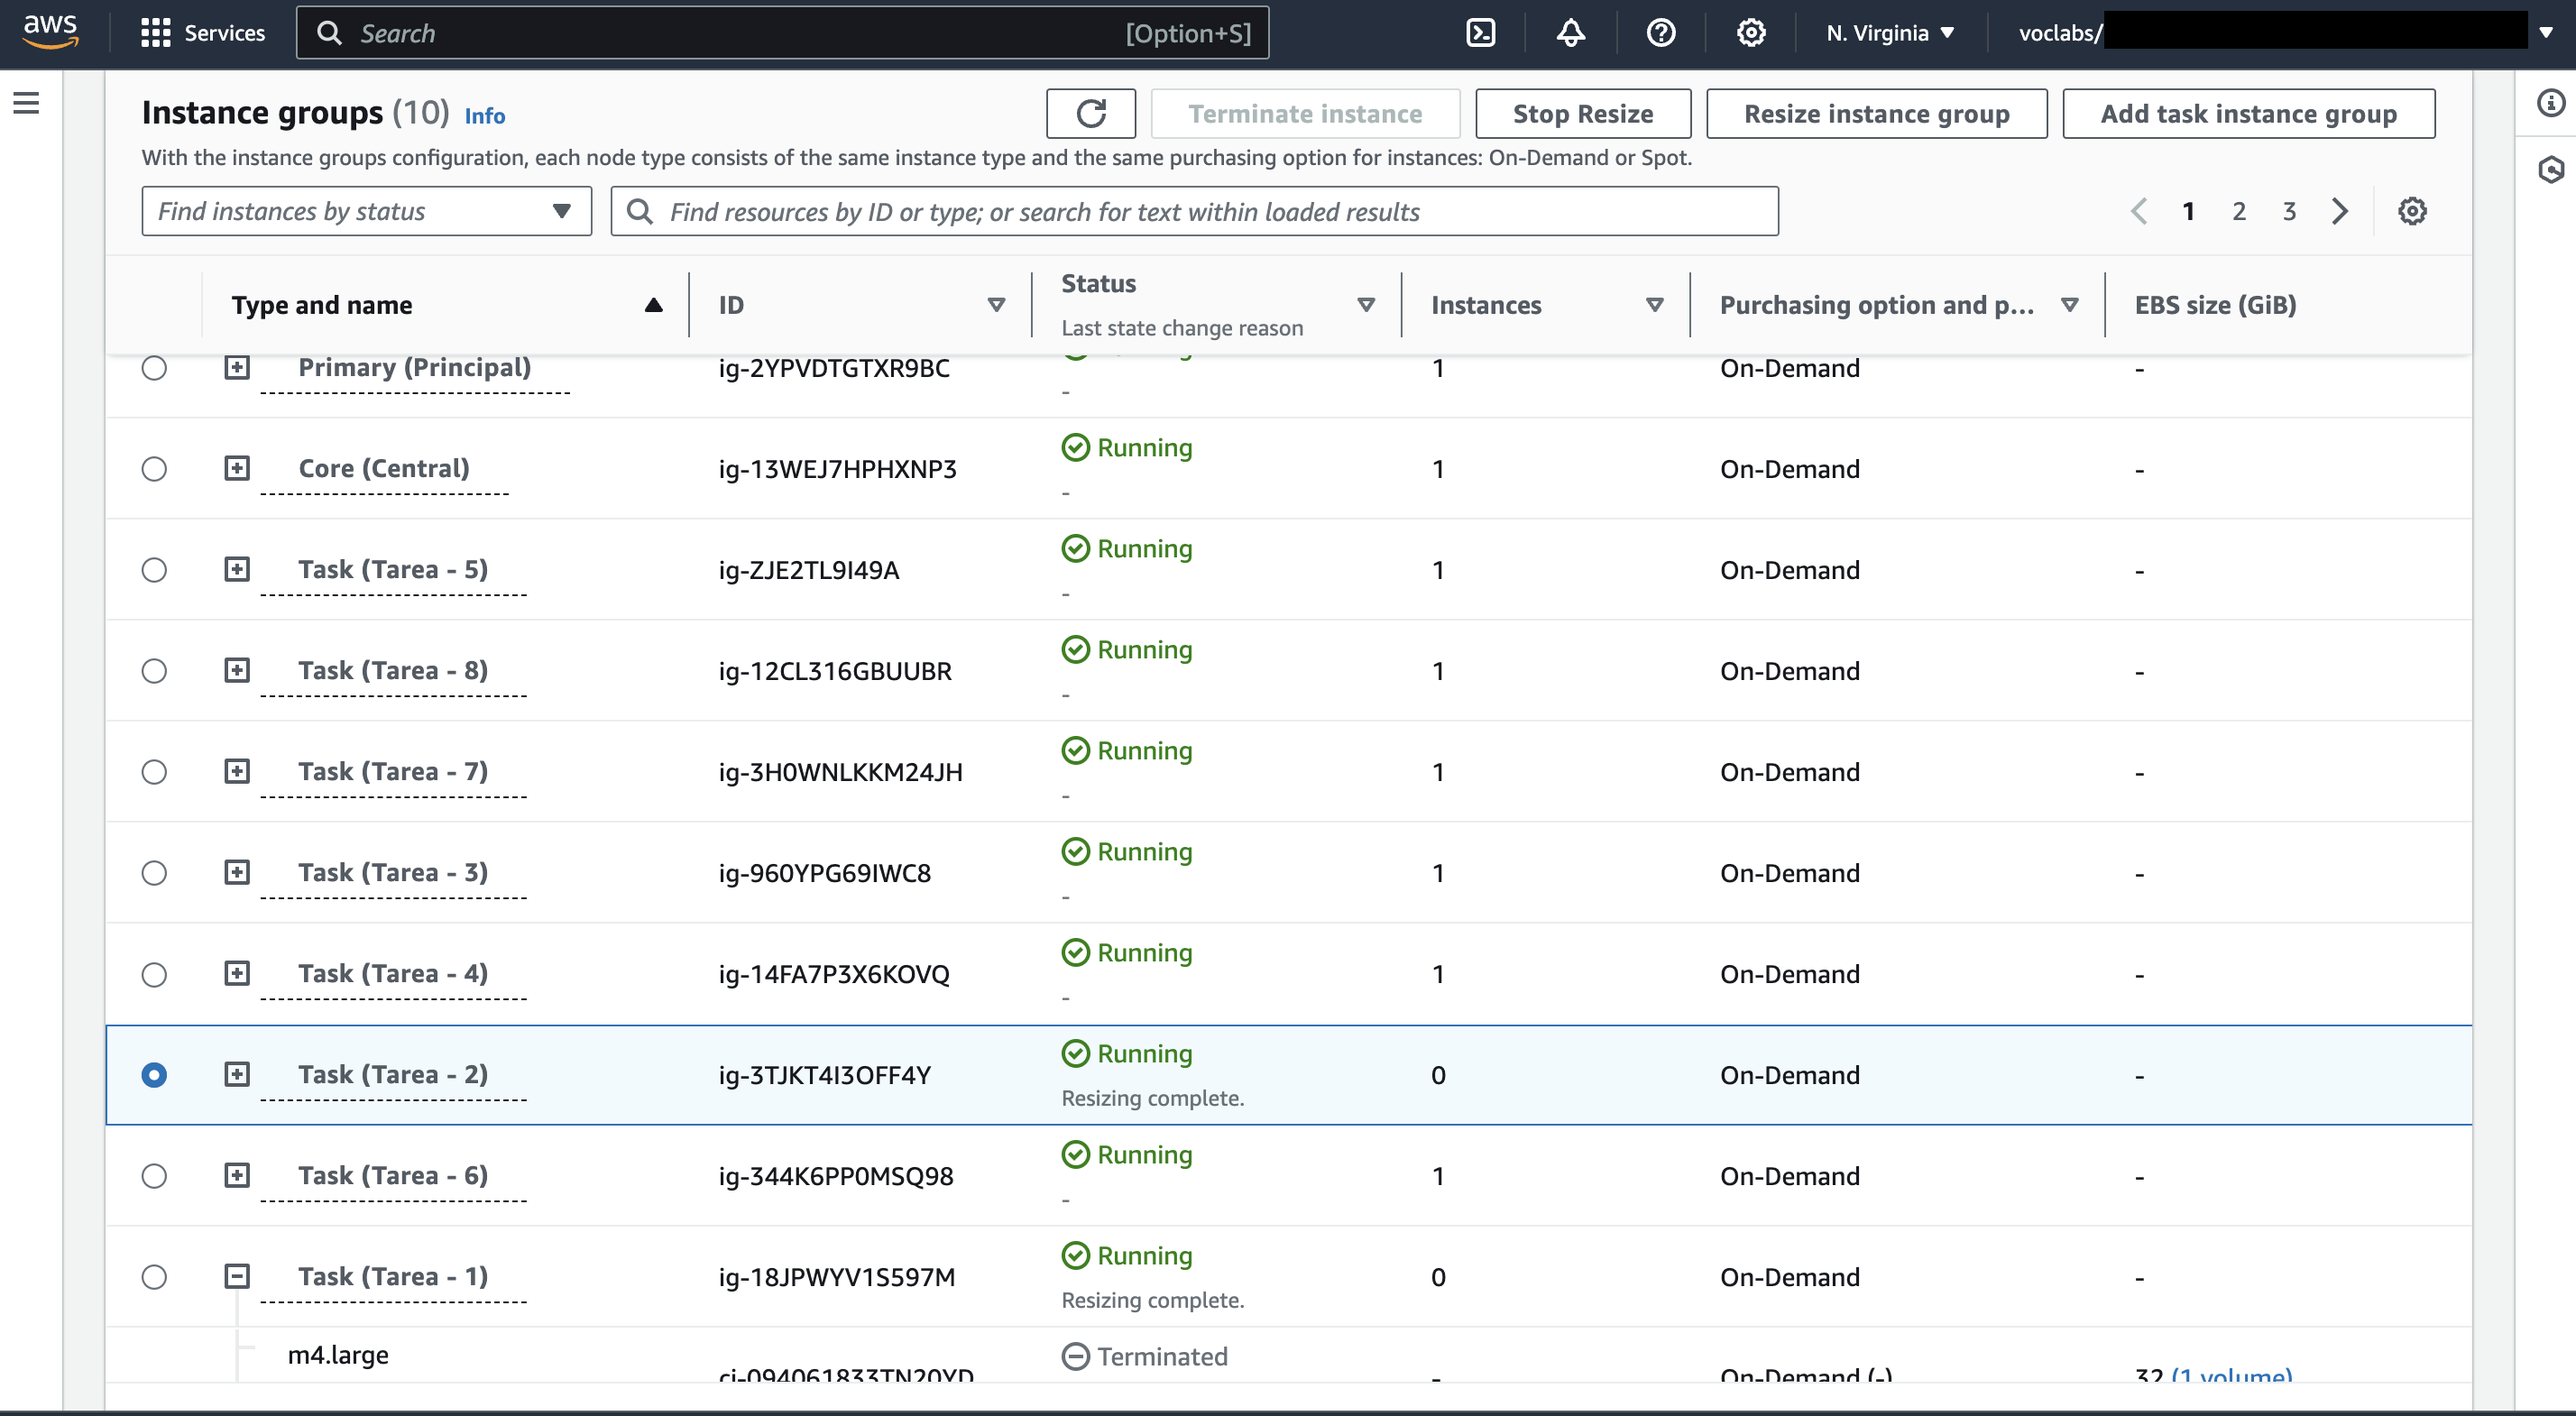 aws
Services
Search [Option+S]
N. Virginia
voclabs/
Instance groups (10) Info
Terminate instance
Stop Resize
Resize instance group
Add task instance group
With the instance groups configuration, each node type consists of the same instance type and the same purchasing option for instances: On-Demand or Spot.
Find instances by status
Find resources by ID or type; or search for text within loaded results
1 2 3
Type and name
ID
Status
Last state change reason
Instances
Purchasing option and p...
EBS size (GiB)
Primary (Principal) ig-2YPVDTGTXR9BC 1 On-Demand -
-
Running
Core (Central) ig-13WEJ7HPHXNP3 1 On-Demand -
-
Running
Task (Tarea - 5) ig-ZJE2TL9I49A 1 On-Demand -
-
Running
Task (Tarea - 8) ig-12CL316GBUUBR 1 On-Demand -
-
Running
Task (Tarea - 7) ig-3H0WNLKKM24JH 1 On-Demand -
-
Running
Task (Tarea - 3) ig-960YPG69IWC8 1 On-Demand -
-
Running
Task (Tarea - 4) ig-14FA7P3X6KOVQ 1 On-Demand -
-
Running
Task (Tarea - 2) ig-3TJKT4I3OFF4Y 0 On-Demand -
Resizing complete.
Running
Task (Tarea - 6) ig-344K6PP0MSQ98 1 On-Demand -
-
Running
Task (Tarea - 1) ig-18JPWYV1S597M 0 On-Demand -
Resizing complete.
m4.large Terminated
ci-094061833TN20YD - On-Demand (-) 32 (1 volume)